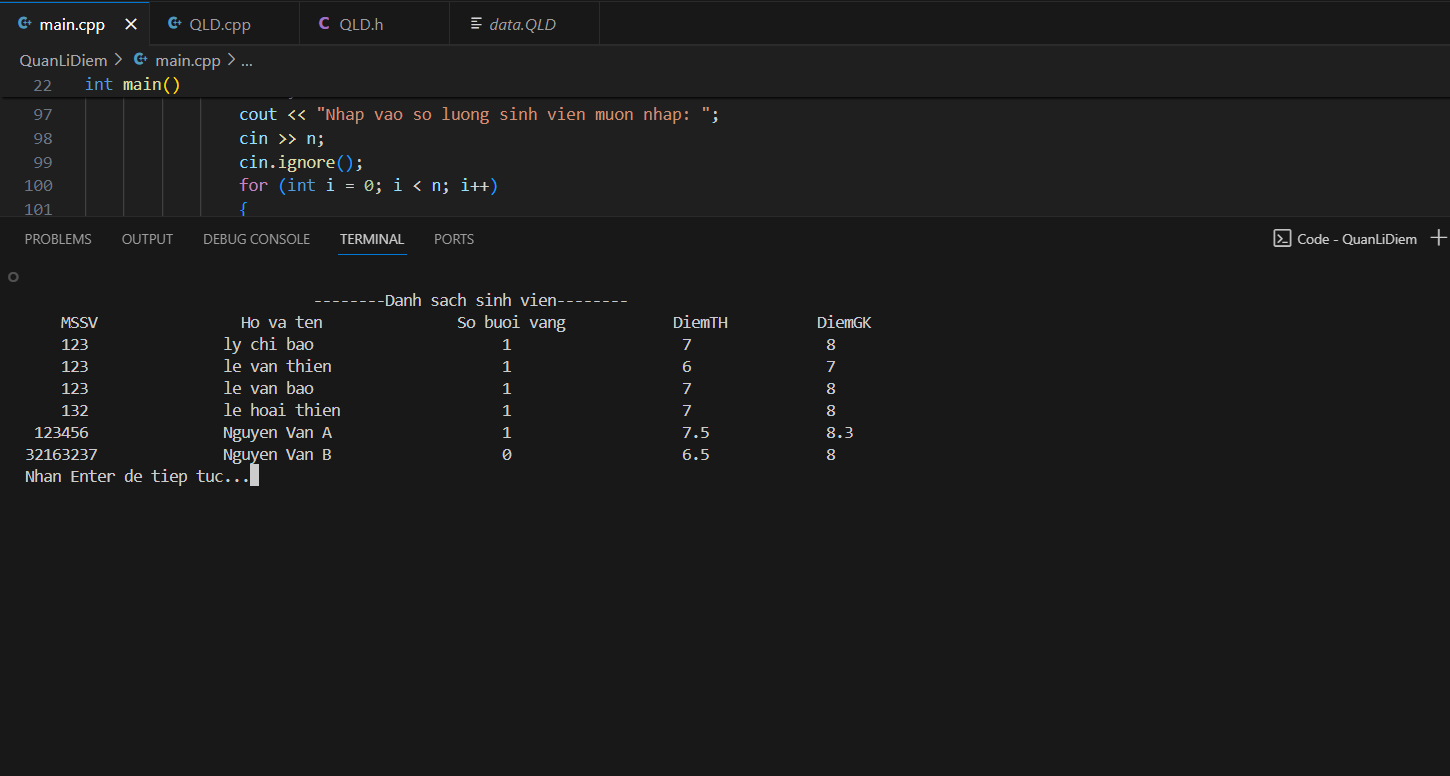 main.cpp QLD.cpp QLD.h data.QLD
QuanLiDiem > main.cpp > ...
22 int main()
97 cout << "Nhap vao so luong sinh vien muon nhap: ";
98 cin >> n;
99 cin.ignore();
100 for (int i = 0; i < n; i++)
101 {
PROBLEMS OUTPUT DEBUG CONSOLE TERMINAL PORTS Code - QuanLiDiem
--------Danh sach sinh vien--------
MSSV Ho va ten So buoi vang DiemTH DiemGK
123 ly chi bao 1 7 8
123 le van thien 1 6 7
123 le van bao 1 7 8
132 le hoai thien 1 7 8
123456 Nguyen Van A 1 7.5 8.3
32163237 Nguyen Van B 0 6.5 8
Nhan Enter de tiep tuc...